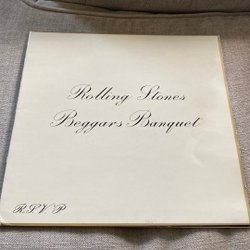 Rolling Stones
Beggars Banquet
R.S.V.P.